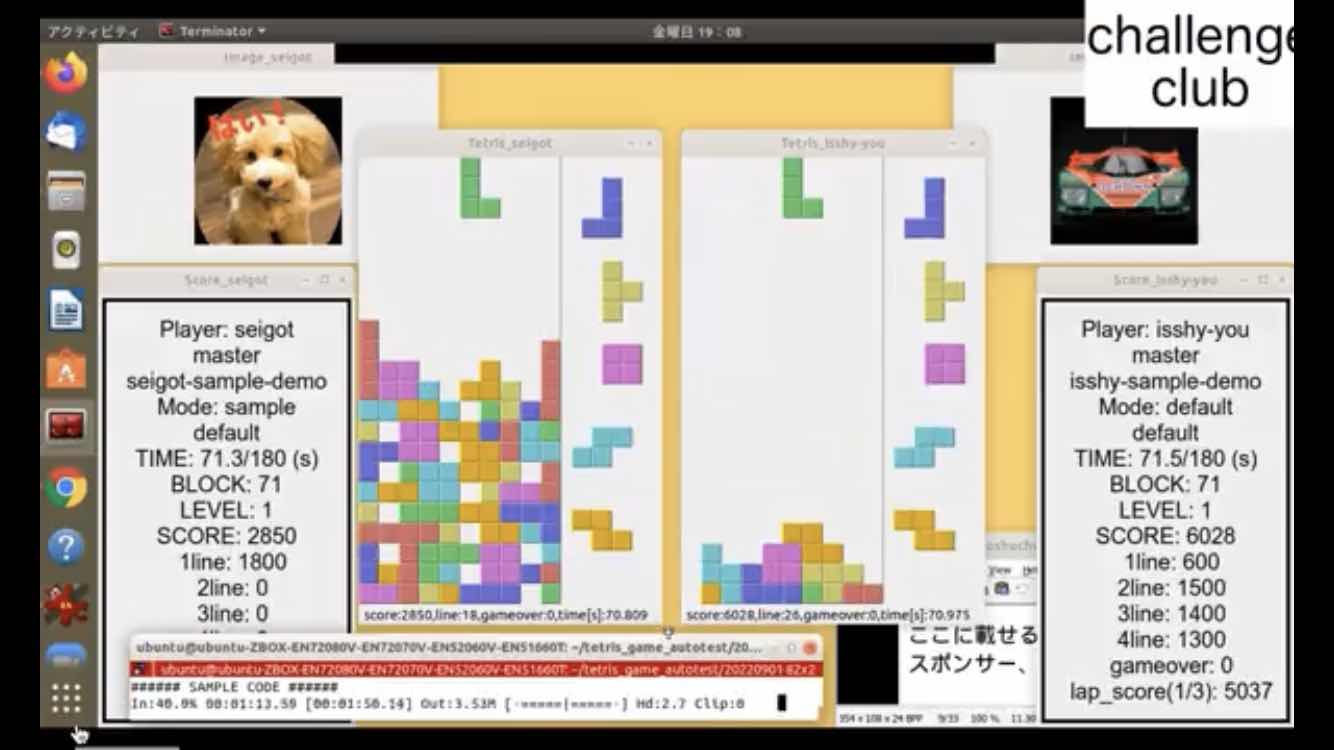 アクティビティ
Terminator
金曜日 19：08
challenge
club
image_seigot
はい！
Tetris_seigot
Tetris_isshy-you
Score_seigot
Player: seigot
master
seigot-sample-demo
Mode: sample
default
TIME: 71.3/180 (s)
BLOCK: 71
LEVEL: 1
SCORE: 2850
1line: 1800
2line: 0
3line: 0
score:2850,line:18,gameover:0,time[s]:70.809
score:6028,line:26,gameover:0,time[s]:70.975
Score_isshy-you
Player: isshy-you
master
isshy-sample-demo
Mode: default
default
TIME: 71.5/180 (s)
BLOCK: 71
LEVEL: 1
SCORE: 6028
1line: 600
2line: 1500
3line: 1400
4line: 1300
gameover: 0
lap_score(1/3): 5037
View
ここに載せる
スポンサー、
ubuntu@ubuntu-ZBOX-EN72080V-EN72070V-EN52060V-EN51660T: ~/tetris_game_autotest/20...
ubuntu@ubuntu-ZBOX-EN72080V-EN72070V-EN52060V-EN51660T: ~/tetris_game_autotest/20220901 82x2
###### SAMPLE CODE ######
In:40.0% 00:01:13.59 [00:01:50.14] Out:3.53M [-=====|=====-] Hd:2.7 Clip:0
9/33 100 %